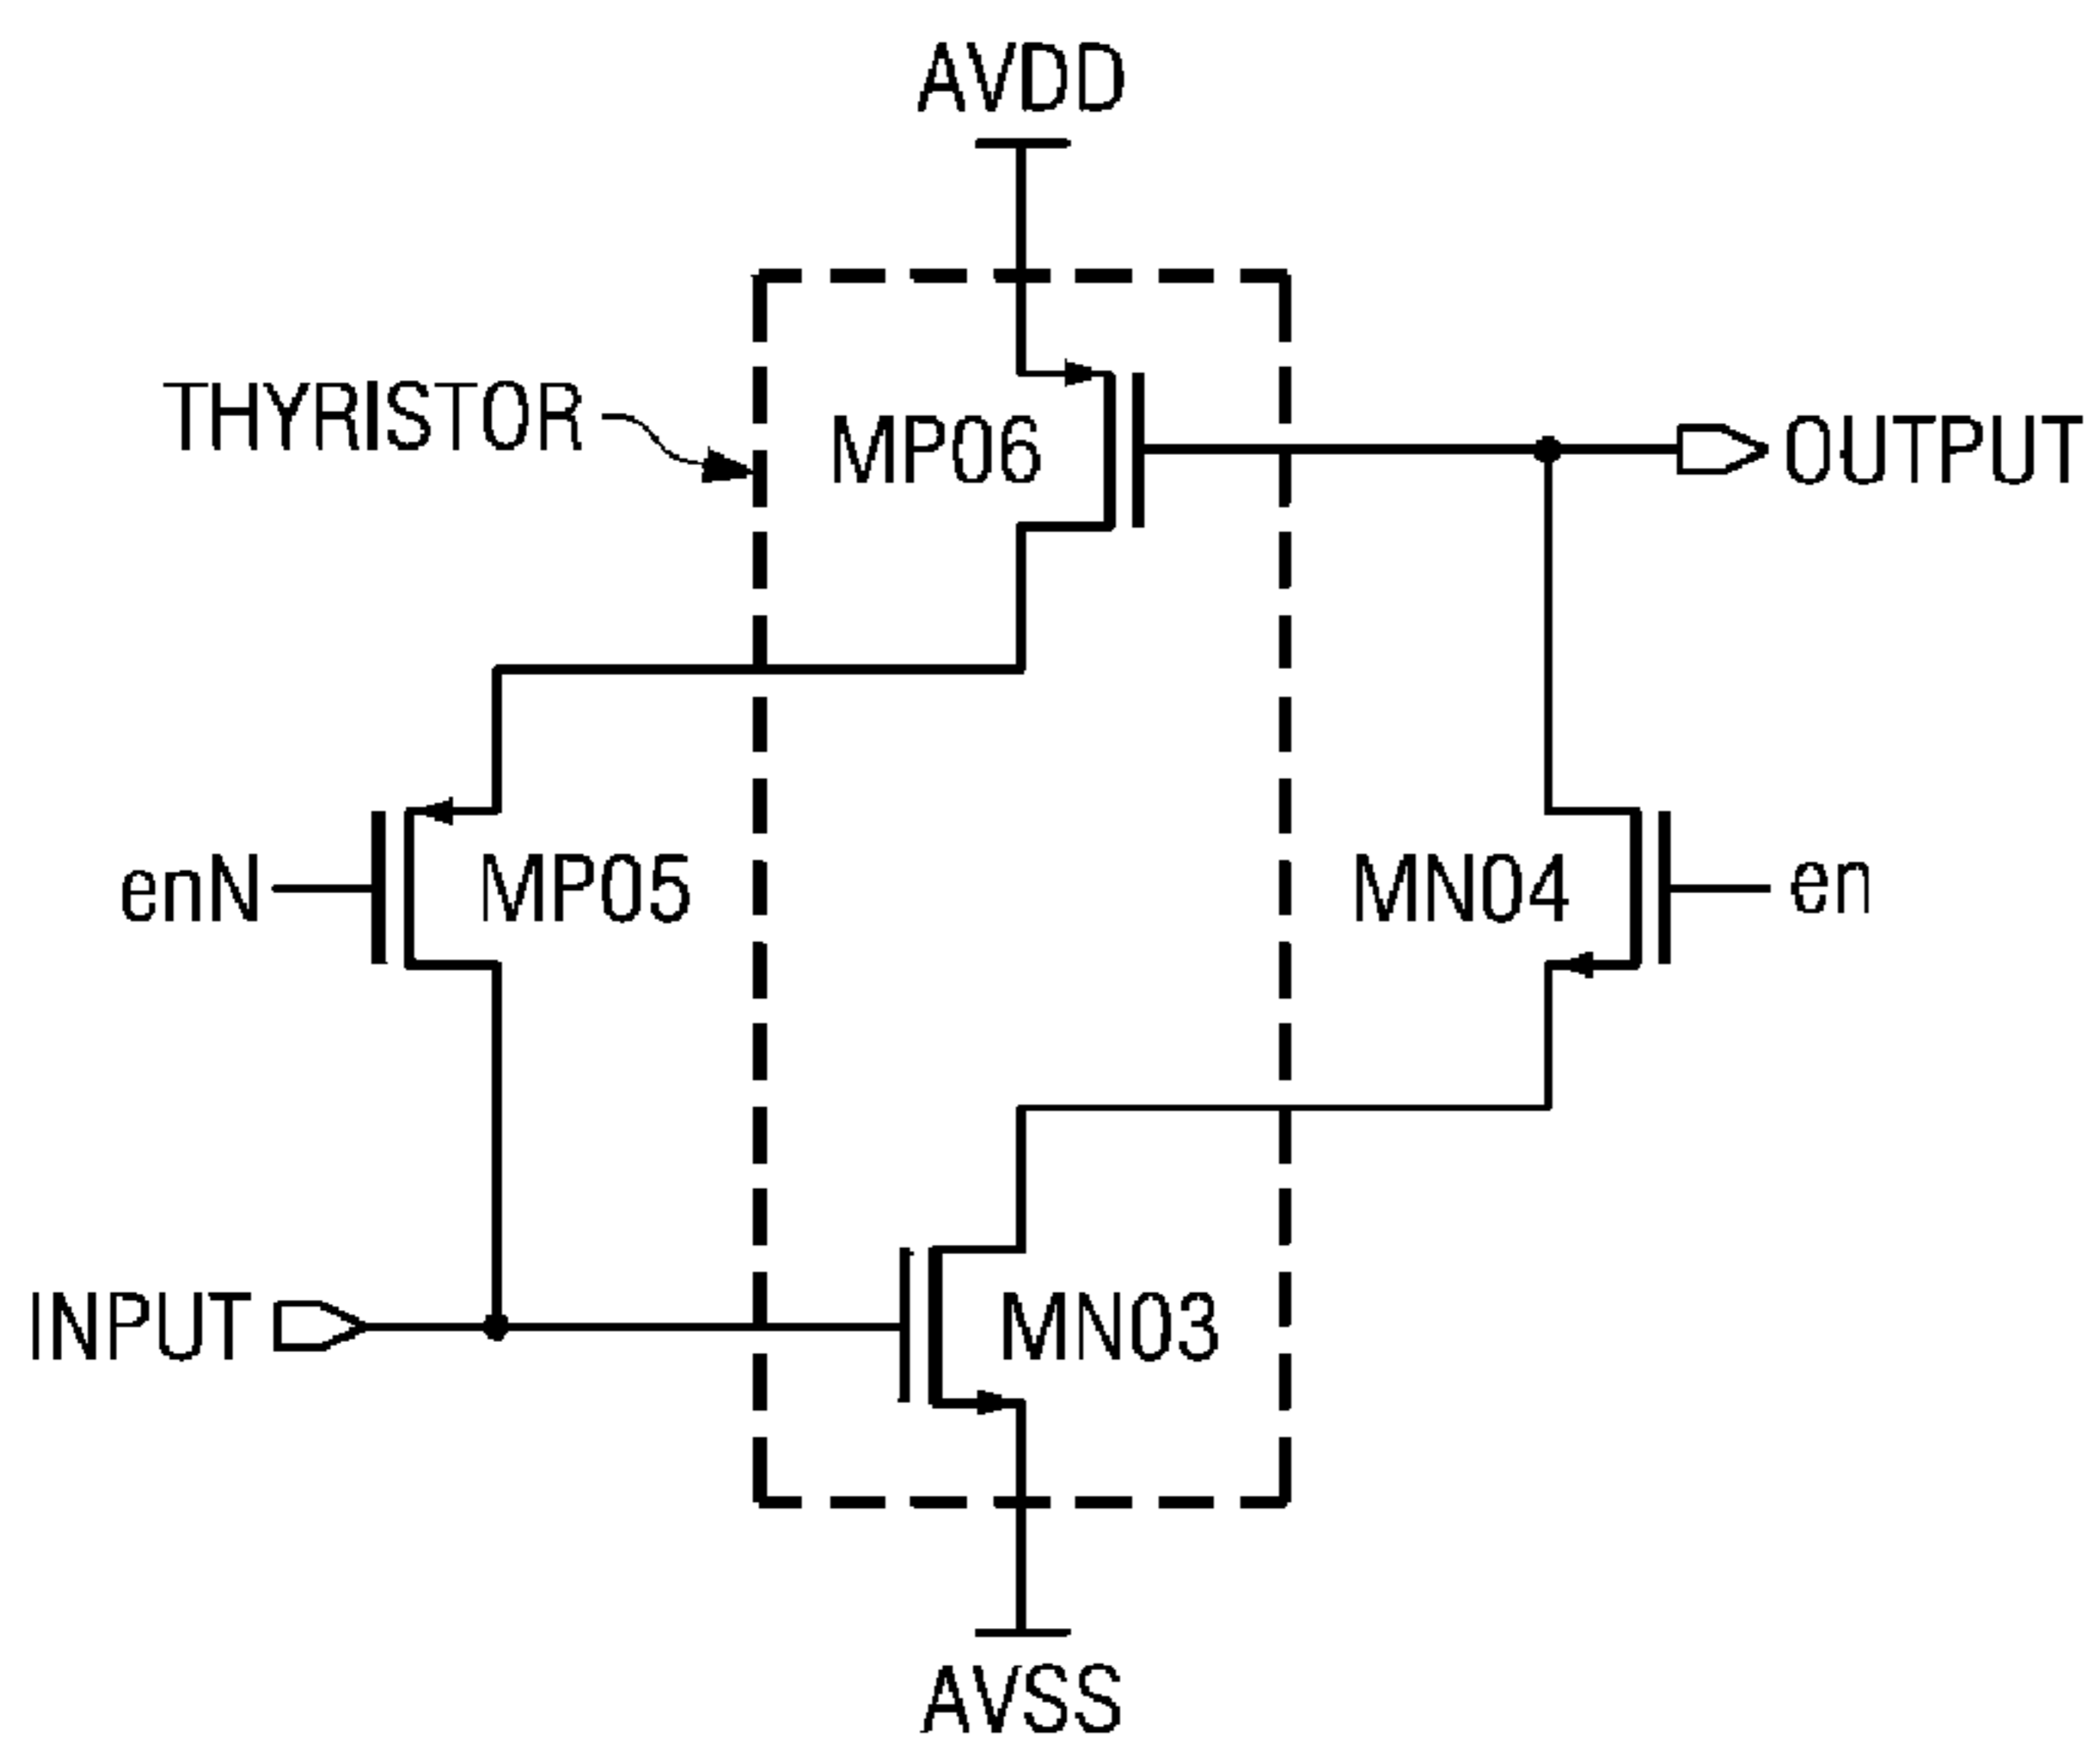 AVDD
THYRISTOR
MP06
OUTPUT
enN
MP05
MN04
en
INPUT
MN03
AVSS